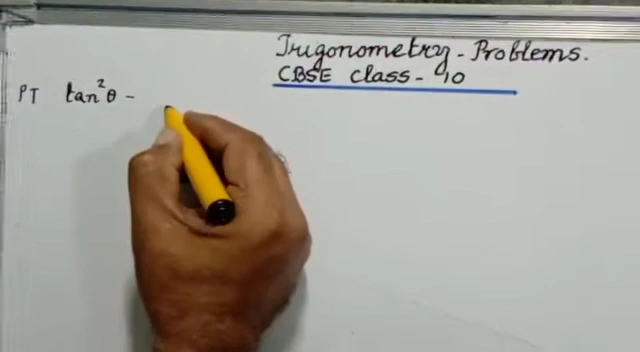 Trigonometry - Problems.
CBSE Class - 10
PT tan²θ -